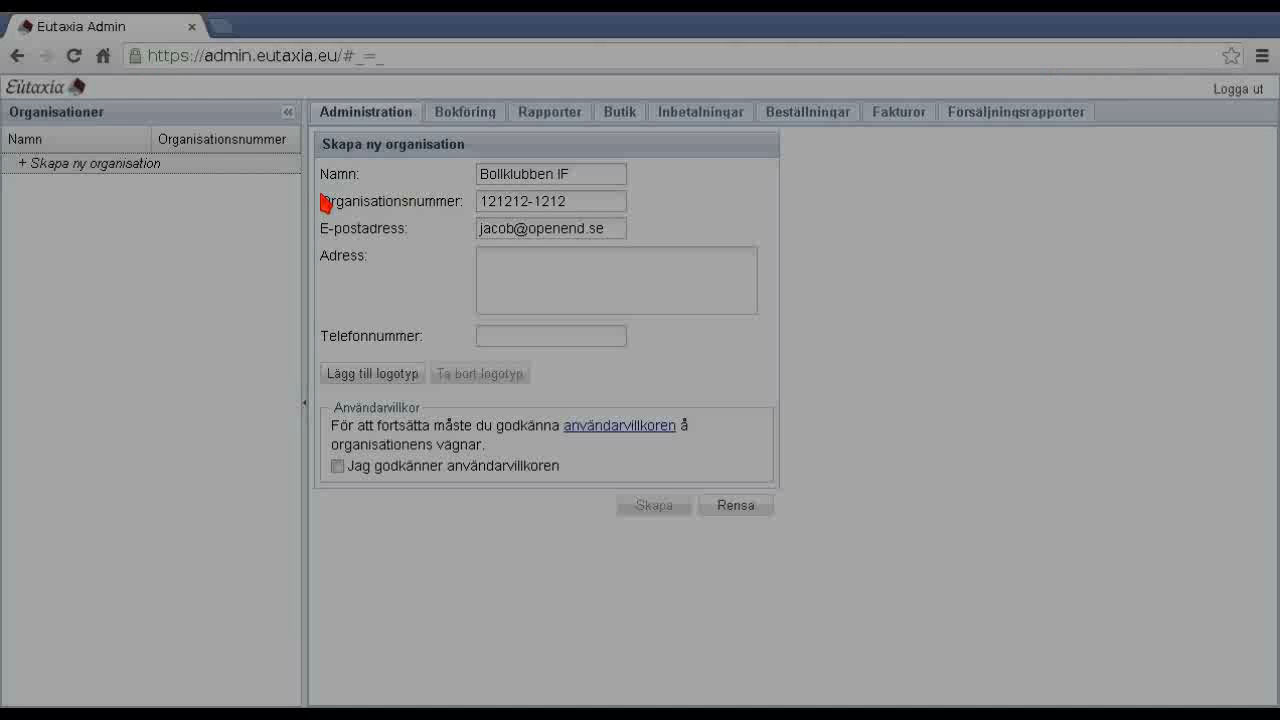 Eutaxia Admin
https://admin.eutaxia.eu/#_=_
Eutaxia
Logga ut
Organisationer
Administration Bokföring Rapporter Butik Inbetalningar Beställningar Fakturor Försäljningsrapporter
Namn Organisationsnummer
+ Skapa ny organisation
Skapa ny organisation
Namn: Bollklubben IF
Organisationsnummer: 121212-1212
E-postadress: jacob@openend.se
Adress:
Telefonnummer:
Lägg till logotyp Ta bort logotyp
Användarvillkor
För att fortsätta måste du godkänna användarvillkoren å
organisationens vägnar.
Jag godkänner användarvillkoren
Skapa Rensa